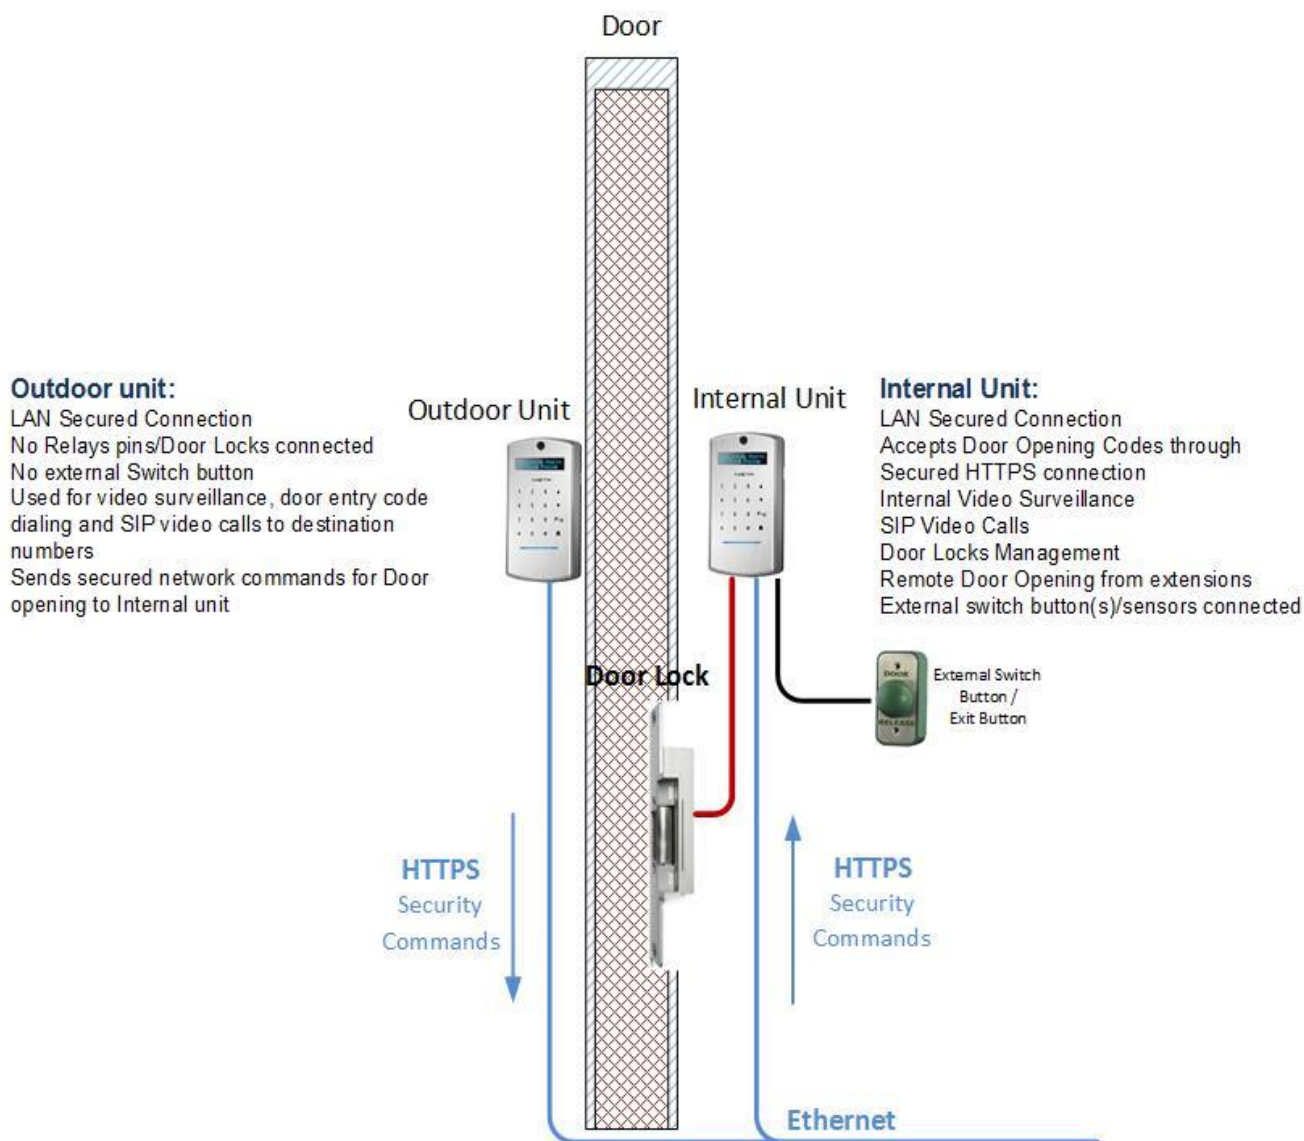 Door
Outdoor unit:
LAN Secured Connection
No Relays pins/Door Locks connected
No external Switch button
Used for video surveillance, door entry code
dialing and SIP video calls to destination
numbers
Sends secured network commands for Door
opening to Internal unit
Outdoor Unit
Internal Unit
Internal Unit:
LAN Secured Connection
Accepts Door Opening Codes through
Secured HTTPS connection
Internal Video Surveillance
SIP Video Calls
Door Locks Management
Remote Door Opening from extensions
External switch button(s)/sensors connected
Door Lock
DOOR
RELEASE
External Switch
Button /
Exit Button
HTTPS
Security
Commands
HTTPS
Security
Commands
Ethernet